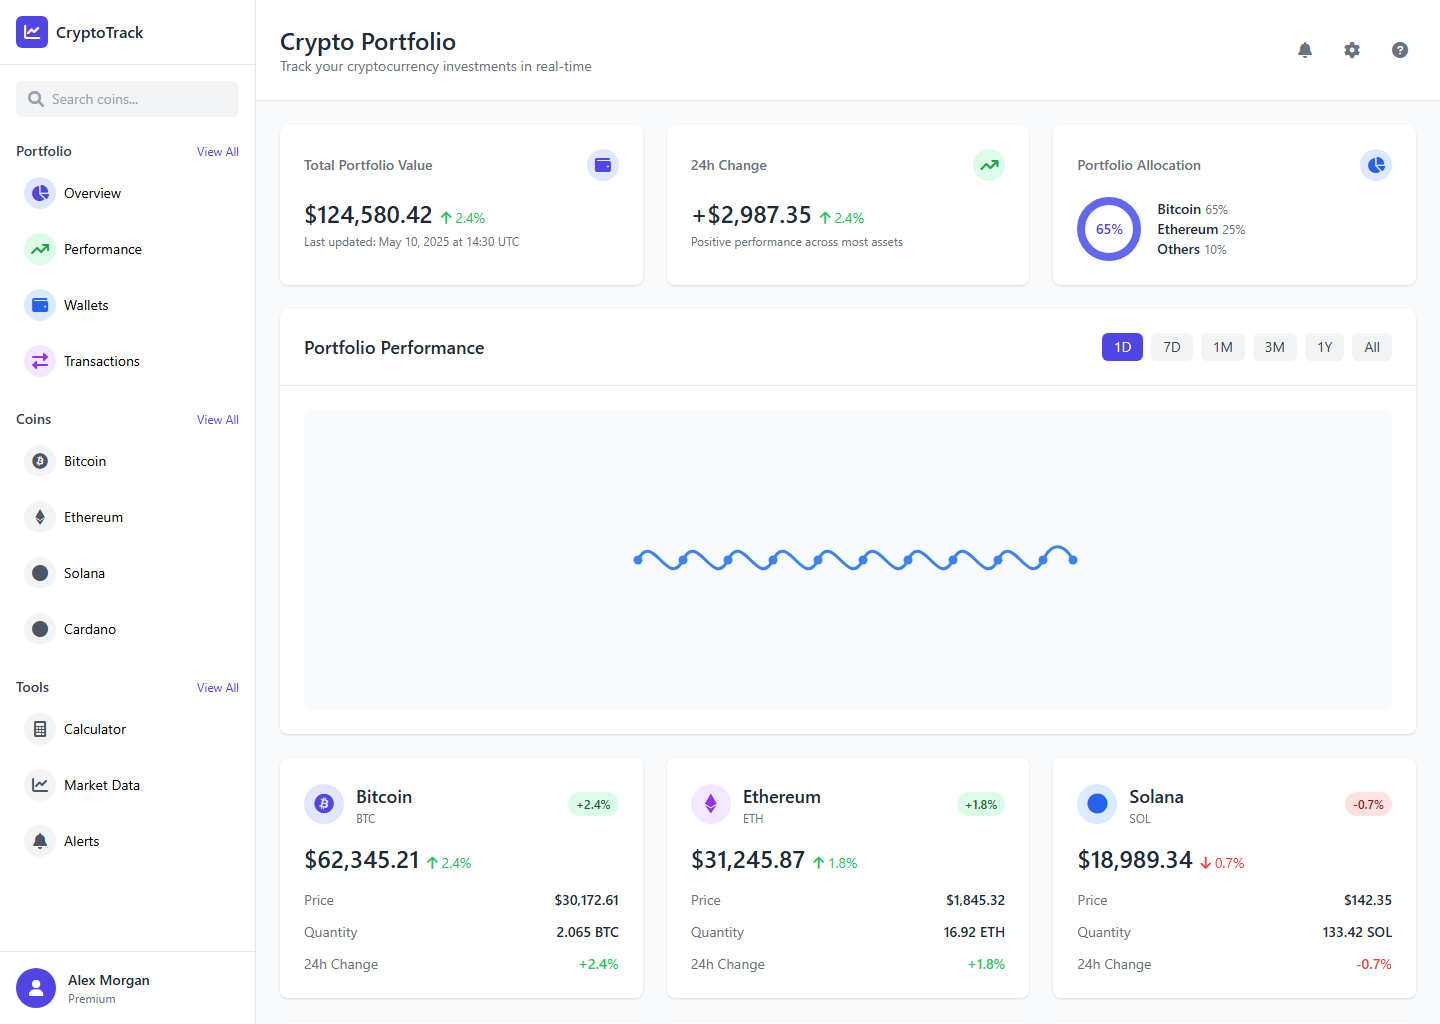 CryptoTrack
Search coins...
Portfolio View All
Overview
Performance
Wallets
Transactions
Coins View All
Bitcoin
Ethereum
Solana
Cardano
Tools View All
Calculator
Market Data
Alerts
Alex Morgan
Premium
Crypto Portfolio
Track your cryptocurrency investments in real-time
Total Portfolio Value
$124,580.42 2.4%
Last updated: May 10, 2025 at 14:30 UTC
24h Change
+$2,987.35 2.4%
Positive performance across most assets
Portfolio Allocation
65%
Bitcoin 65%
Ethereum 25%
Others 10%
Portfolio Performance
1D 7D 1M 3M 1Y All
Bitcoin
BTC
+2.4%
$62,345.21 2.4%
Price $30,172.61
Quantity 2.065 BTC
24h Change +2.4%
Ethereum
ETH
+1.8%
$31,245.87 1.8%
Price $1,845.32
Quantity 16.92 ETH
24h Change +1.8%
Solana
SOL
-0.7%
$18,989.34 0.7%
Price $142.35
Quantity 133.42 SOL
24h Change -0.7%